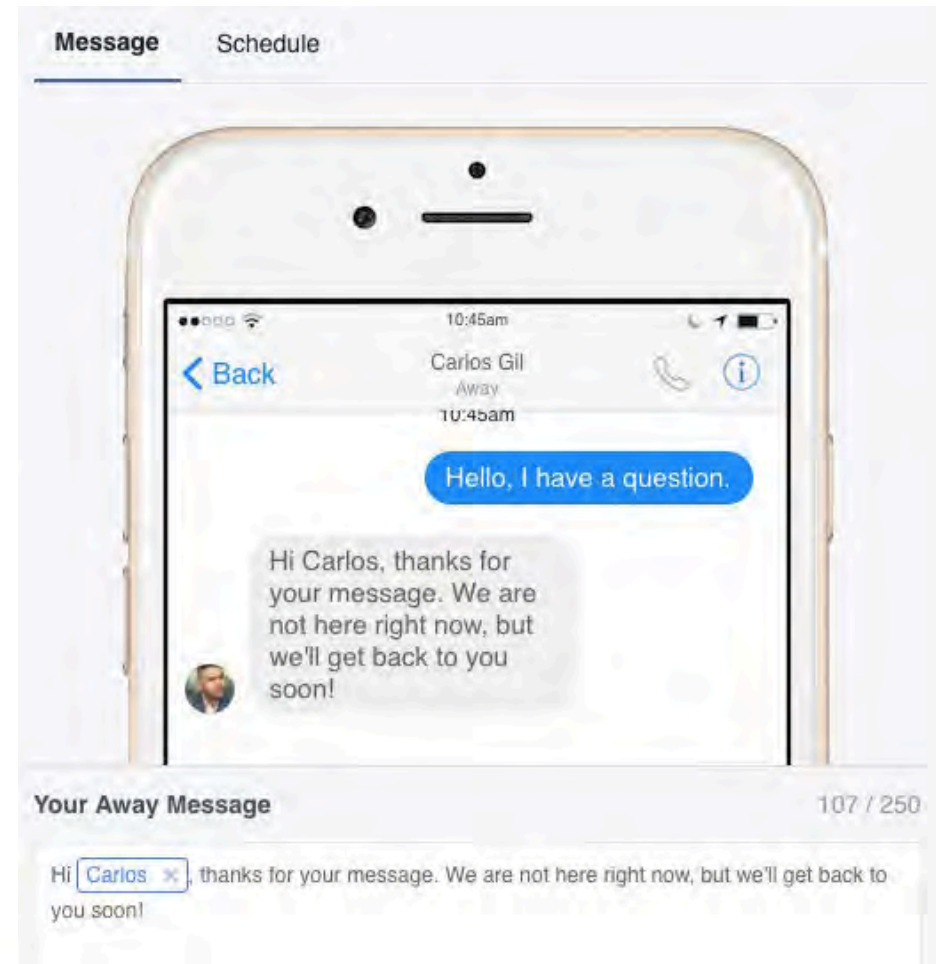 Message Schedule
10:45am
Back Carlos Gil
Away
10:45am
Hello, I have a question.
Hi Carlos, thanks for
your message. We are
not here right now, but
we'll get back to you
soon!
Your Away Message 107 / 250
Hi Carlos ×, thanks for your message. We are not here right now, but we'll get back to
you soon!